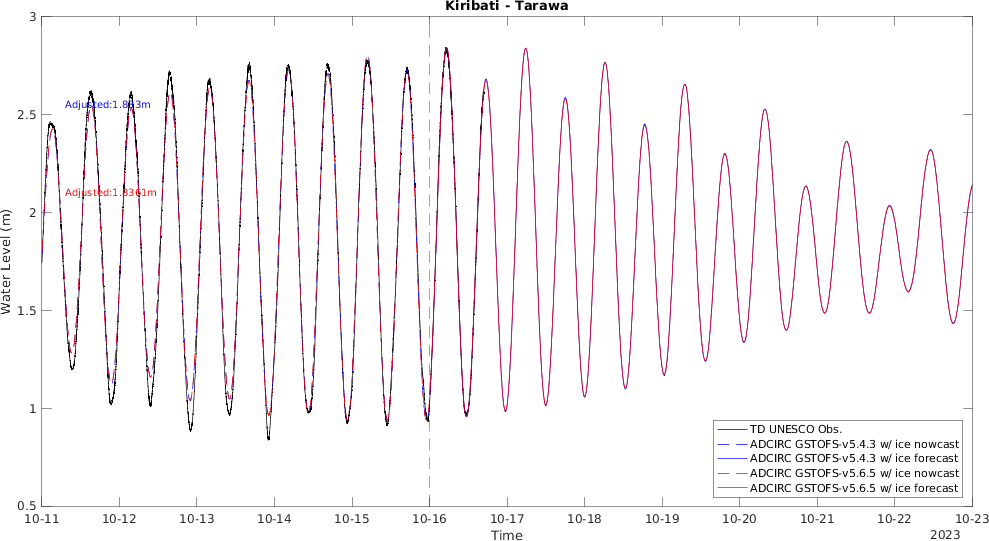 Kiribati - Tarawa
3
2.5
2
1.5
1
0.5
Water Level (m)
Adjusted:1.853m
Adjusted:1.8361m
TD UNESCO Obs.
ADCIRC GSTOFS-v5.4.3 w/ ice nowcast
ADCIRC GSTOFS-v5.4.3 w/ ice forecast
ADCIRC GSTOFS-v5.6.5 w/ ice nowcast
ADCIRC GSTOFS-v5.6.5 w/ ice forecast
10-11 10-12 10-13 10-14 10-15 10-16 10-17 10-18 10-19 10-20 10-21 10-22 10-23
Time
2023